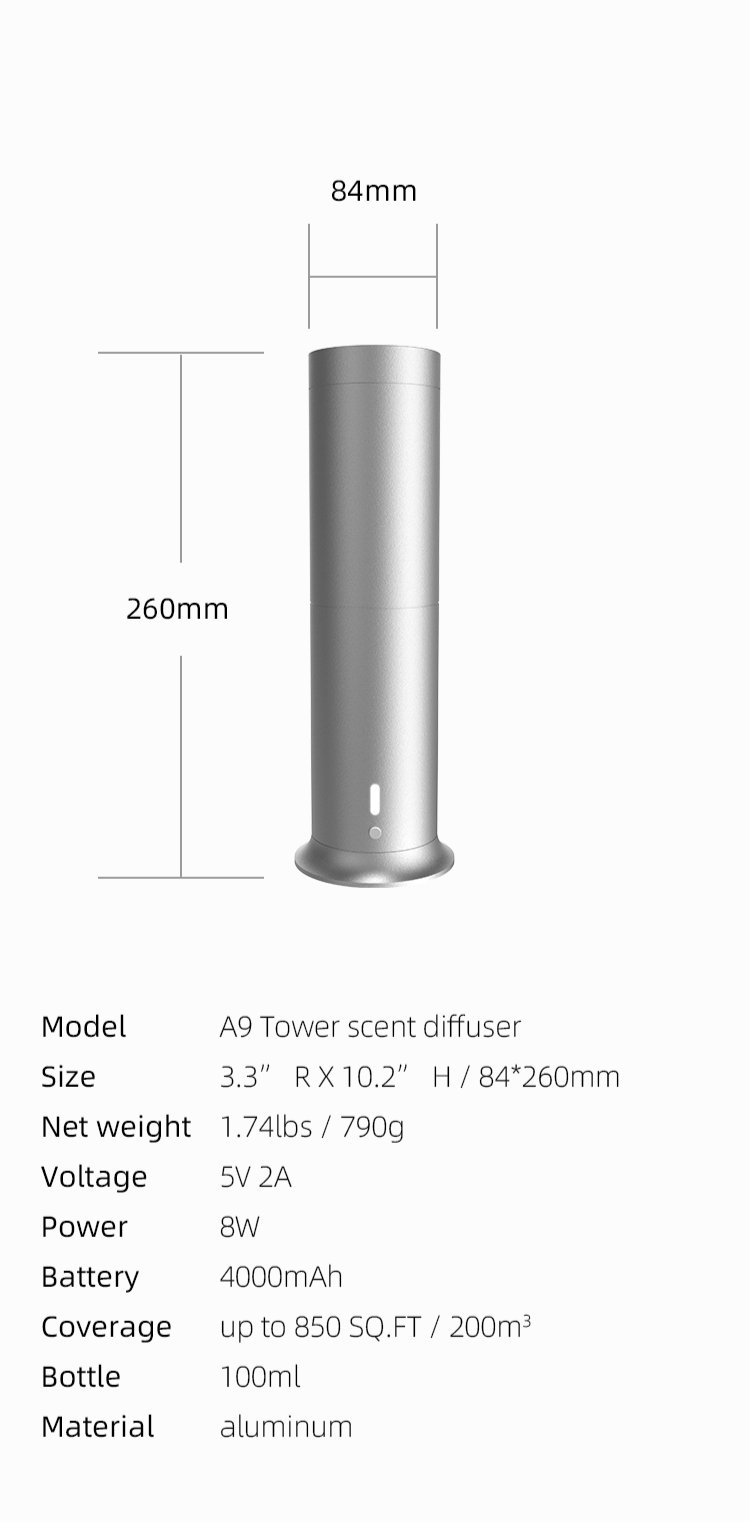 84mm
260mm
Model A9 Tower scent diffuser
Size 3.3” R X 10.2” H / 84*260mm
Net weight 1.74lbs / 790g
Voltage 5V 2A
Power 8W
Battery 4000mAh
Coverage up to 850 SQ.FT / 200m³
Bottle 100ml
Material aluminum